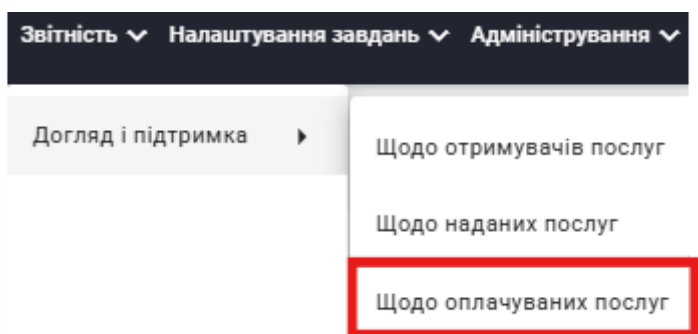 Звітність Налаштування завдань Адміністрування
Догляд і підтримка
Щодо отримувачів послуг
Щодо наданих послуг
Щодо оплачуваних послуг